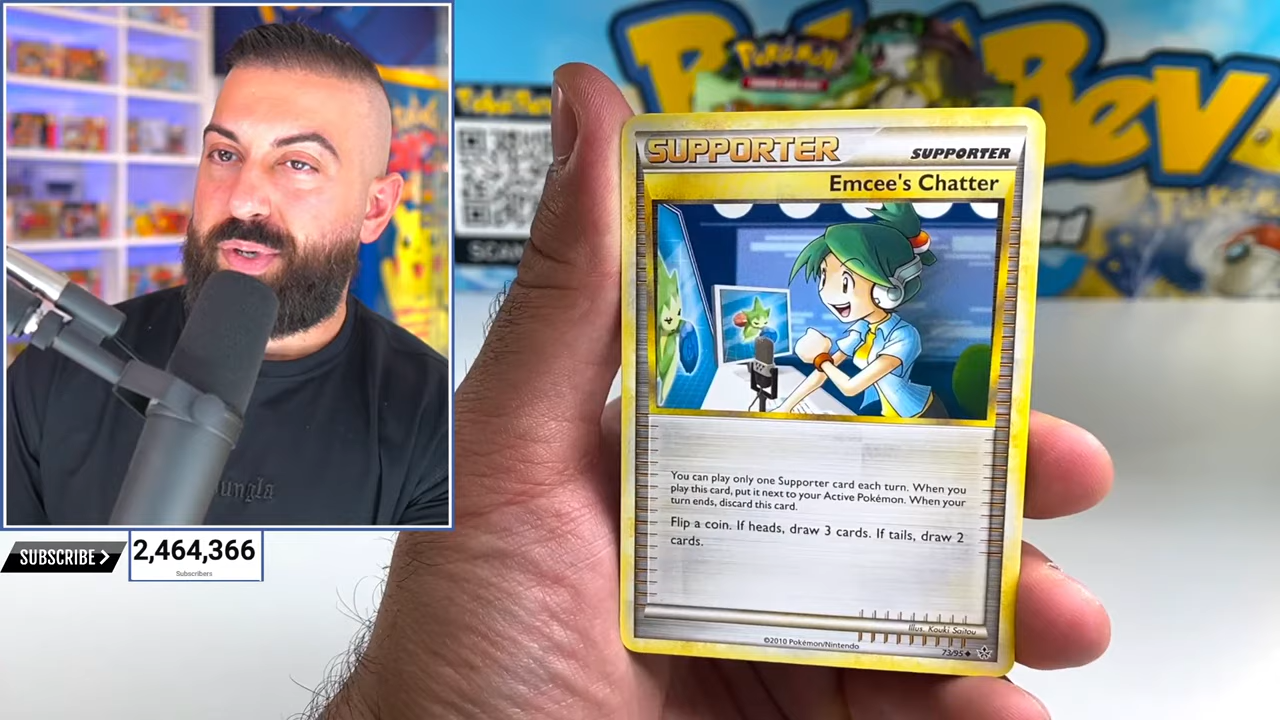 SUPPORTER
SUPPORTER
Emcee's Chatter
You can play only one Supporter card each turn. When you
play this card, put it next to your Active Pokémon. When your
turn ends, discard this card.
Flip a coin. If heads, draw 3 cards. If tails, draw 2
cards.
Illus. Kouki Saitou
©2010 Pokémon/Nintendo
73/95
SUBSCRIBE
2,464,366
Subscribers
Pokémon
BeV
SCAN